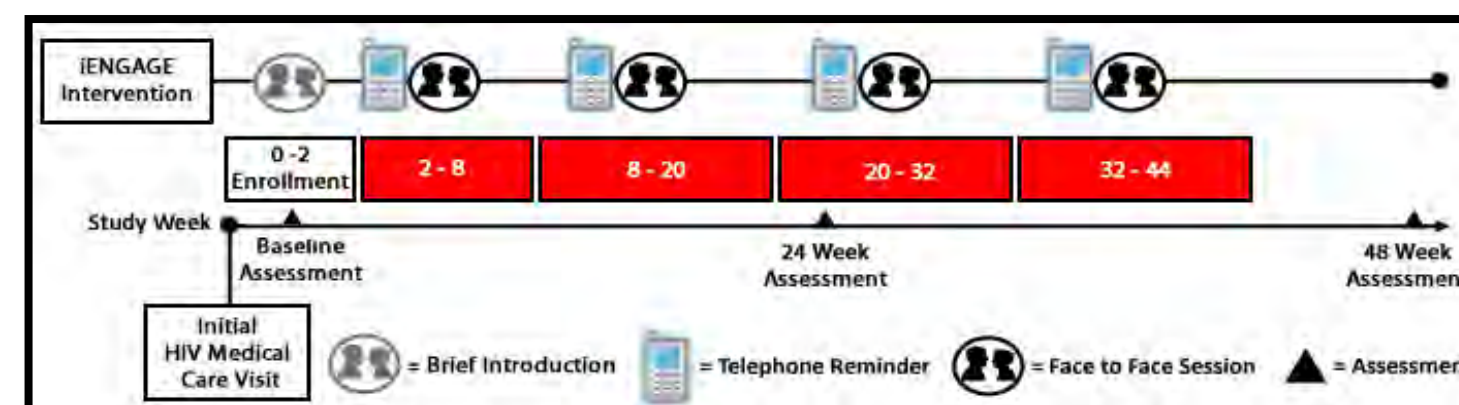 iENGAGE
Intervention
0 -2
Enrollment
2 - 8
8 - 20
20 - 32
32 - 44
Study Week
Baseline
Assessment
24 Week
Assessment
48 Week
Assessmen
Initial
HIV Medical
Care Visit
= Brief Introduction
= Telephone Reminder
= Face to Face Session
= Assessmen